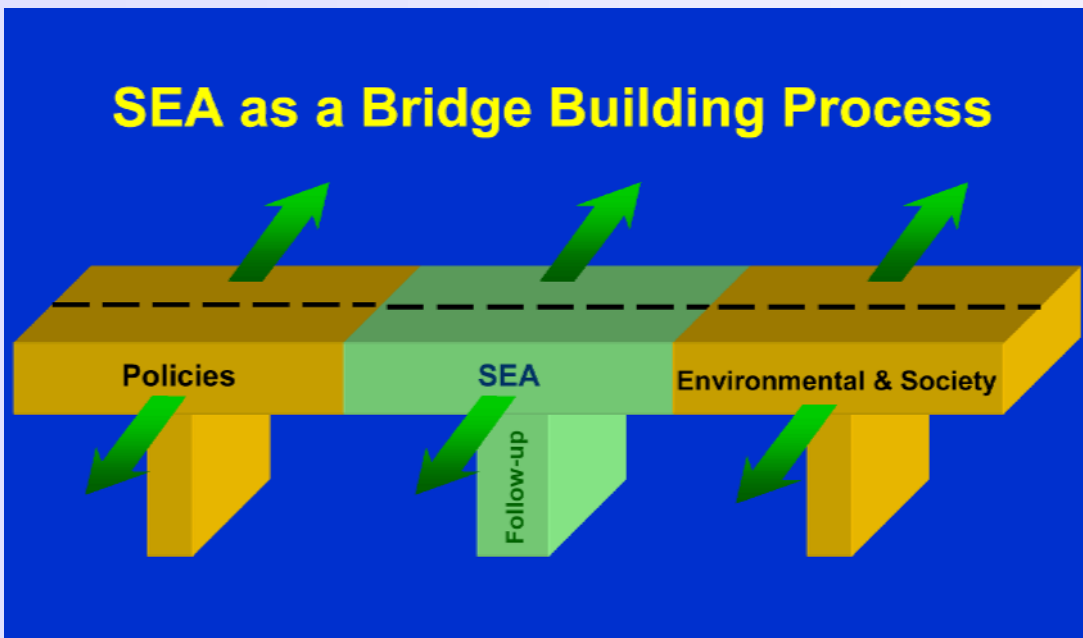 SEA as a Bridge Building Process
Policies
SEA
Environmental & Society
Follow-up